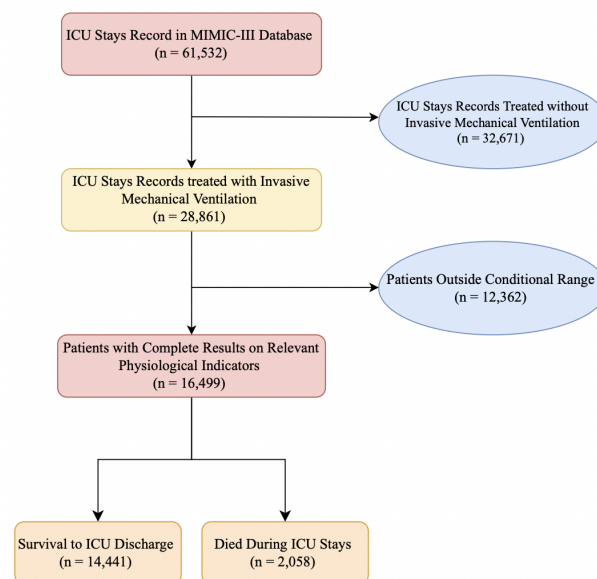 ICU Stays Record in MIMIC-III Database
(n = 61,532)
ICU Stays Records Treated without
Invasive Mechanical Ventilation
(n = 32,671)
ICU Stays Records treated with Invasive
Mechanical Ventilation
(n = 28,861)
Patients Outside Conditional Range
(n = 12,362)
Patients with Complete Results on Relevant
Physiological Indicators
(n = 16,499)
Survival to ICU Discharge
(n = 14,441)
Died During ICU Stays
(n = 2,058)